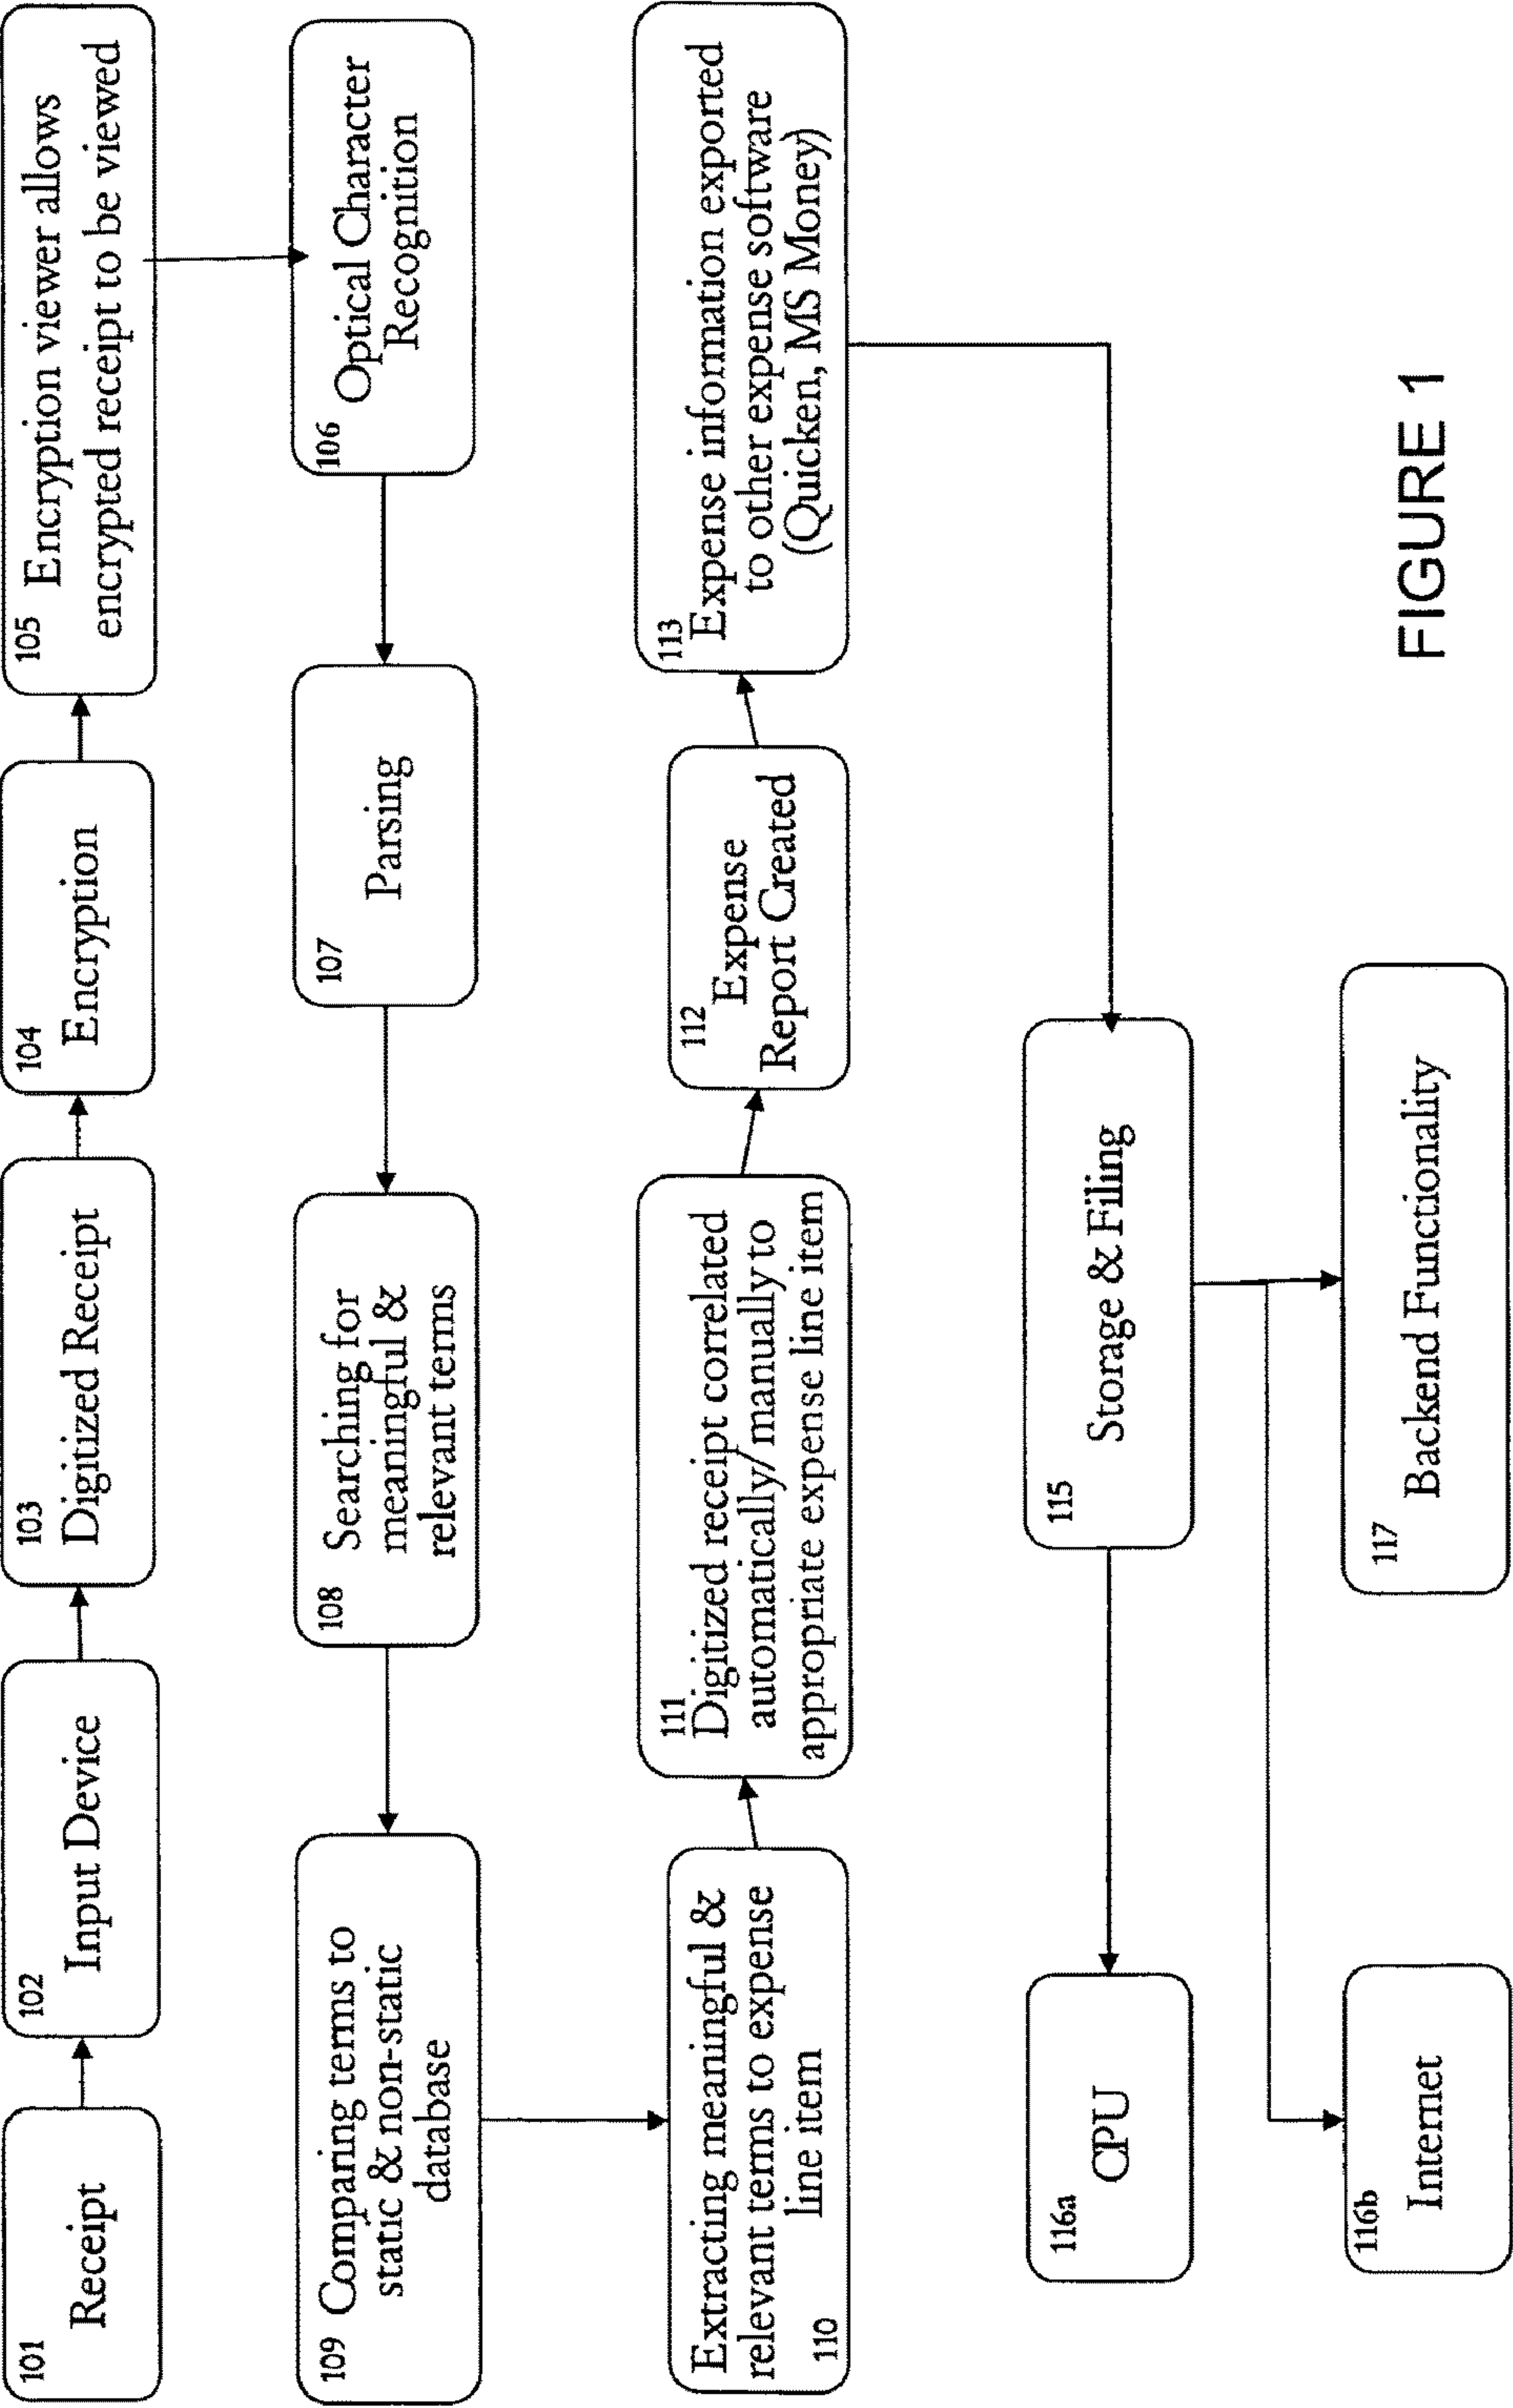 101
Receipt
102
Input Device
103
Digitized Receipt
104
Encryption
105
Encryption viewer allows
encrypted receipt to be viewed
106
Optical Character
Recognition
107
Parsing
108
Searching for
meaningful &
relevant terms
109
Comparing terms to
static & non-static
database
Extracting meaningful &
relevant terms to expense
line item
110
111
Digitized receipt correlated
automatically/ manually to
appropriate expense line item
112
Expense
Report Created
113
Expense information exported
to other expense software
(Quicken, MS Money)
115
Storage & Filing
116a
CPU
116b
Internet
117
Backend Functionality
FIGURE 1